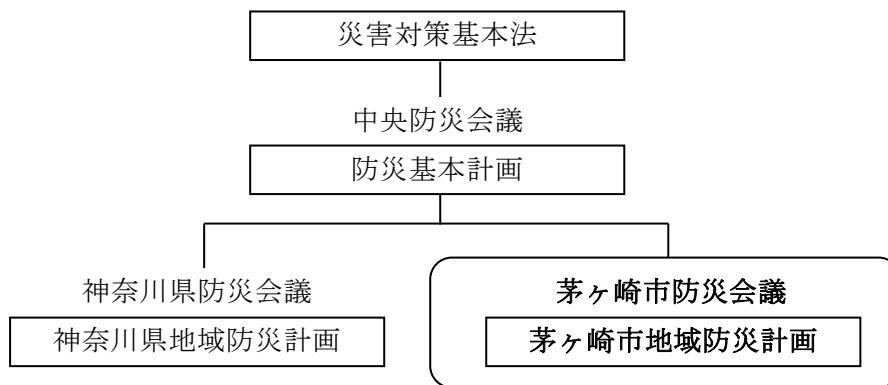 災害対策基本法
中央防災会議
防災基本計画
神奈川県防災会議
茅ヶ崎市防災会議
神奈川県地域防災計画
茅ヶ崎市地域防災計画